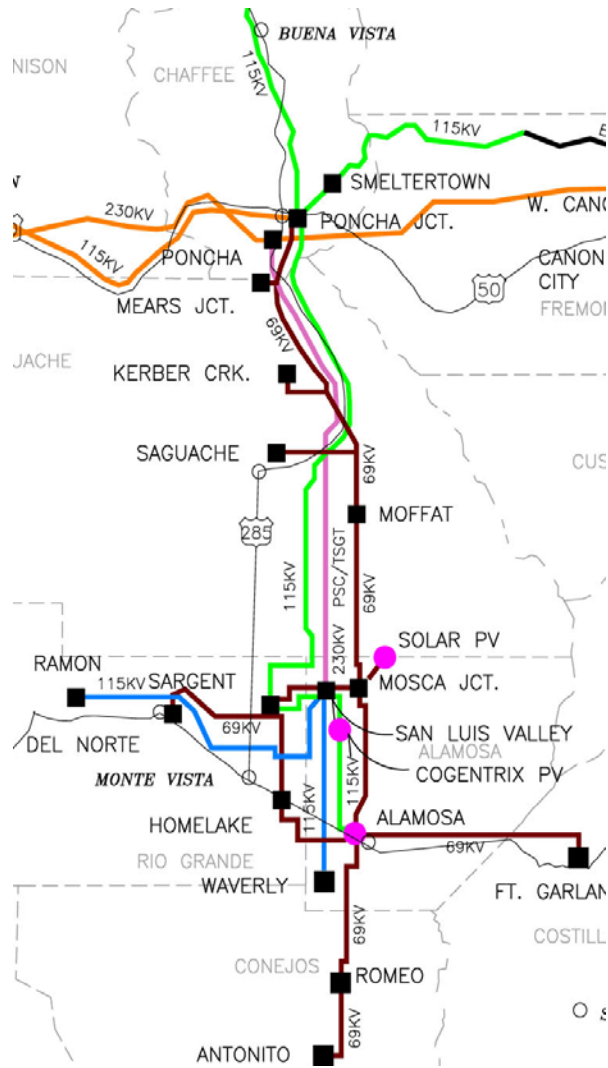 BUENA VISTA
NISON
CHAFFEE
115KV
115KV
SMELTERTOWN
230KV
PONCHA JCT.
W. CANO
115KV
PONCHA
CANON
CITY
50
FREMO
MEARS JCT.
69KV
KERBER CRK.
SAGUACHE
69KV
CUS
MOFFAT
285
115KV
PSC/TSGT
230KV
69KV
SOLAR PV
RAMON
115KV
SARGENT
MOSCA JCT.
69KV
SAN LUIS VALLEY
DEL NORTE
ALAMOSA
COGENTRIX PV
MONTE VISTA
115KV
115KV
HOMELAKE
ALAMOSA
69KV
RIO GRANDE
WAVERLY
FT. GARLAN
69KV
COSTILL
CONEJOS
ROMEO
69KV
ANTONITO